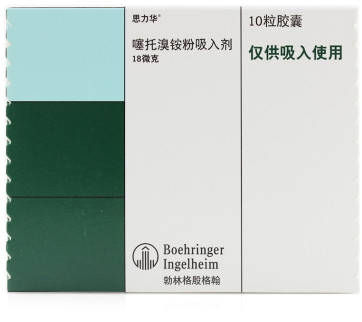 思力华®
噻托溴铵粉吸入剂
18微克
10粒胶囊
仅供吸入使用
Boehringer
Ingelheim
勃林格殷格翰